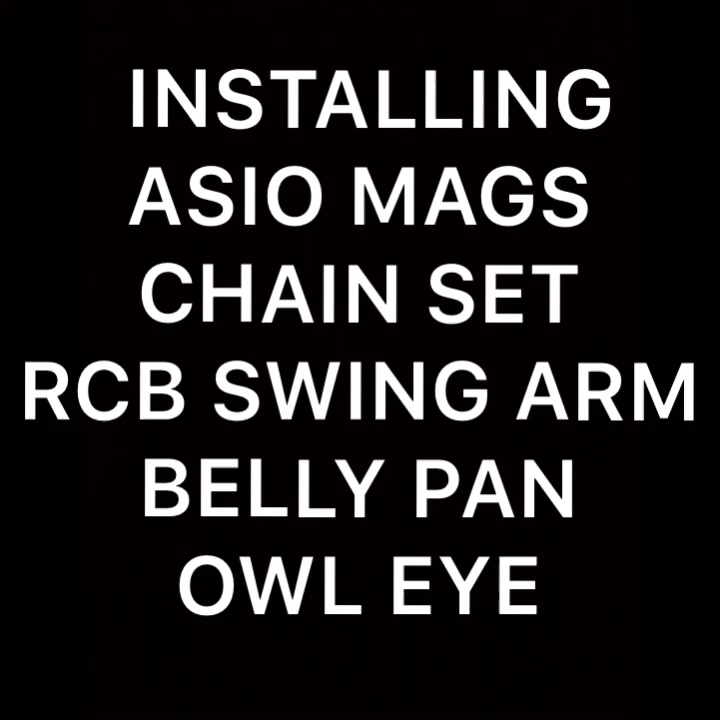 INSTALLING
ASIO MAGS
CHAIN SET
RCB SWING ARM
BELLY PAN
OWL EYE